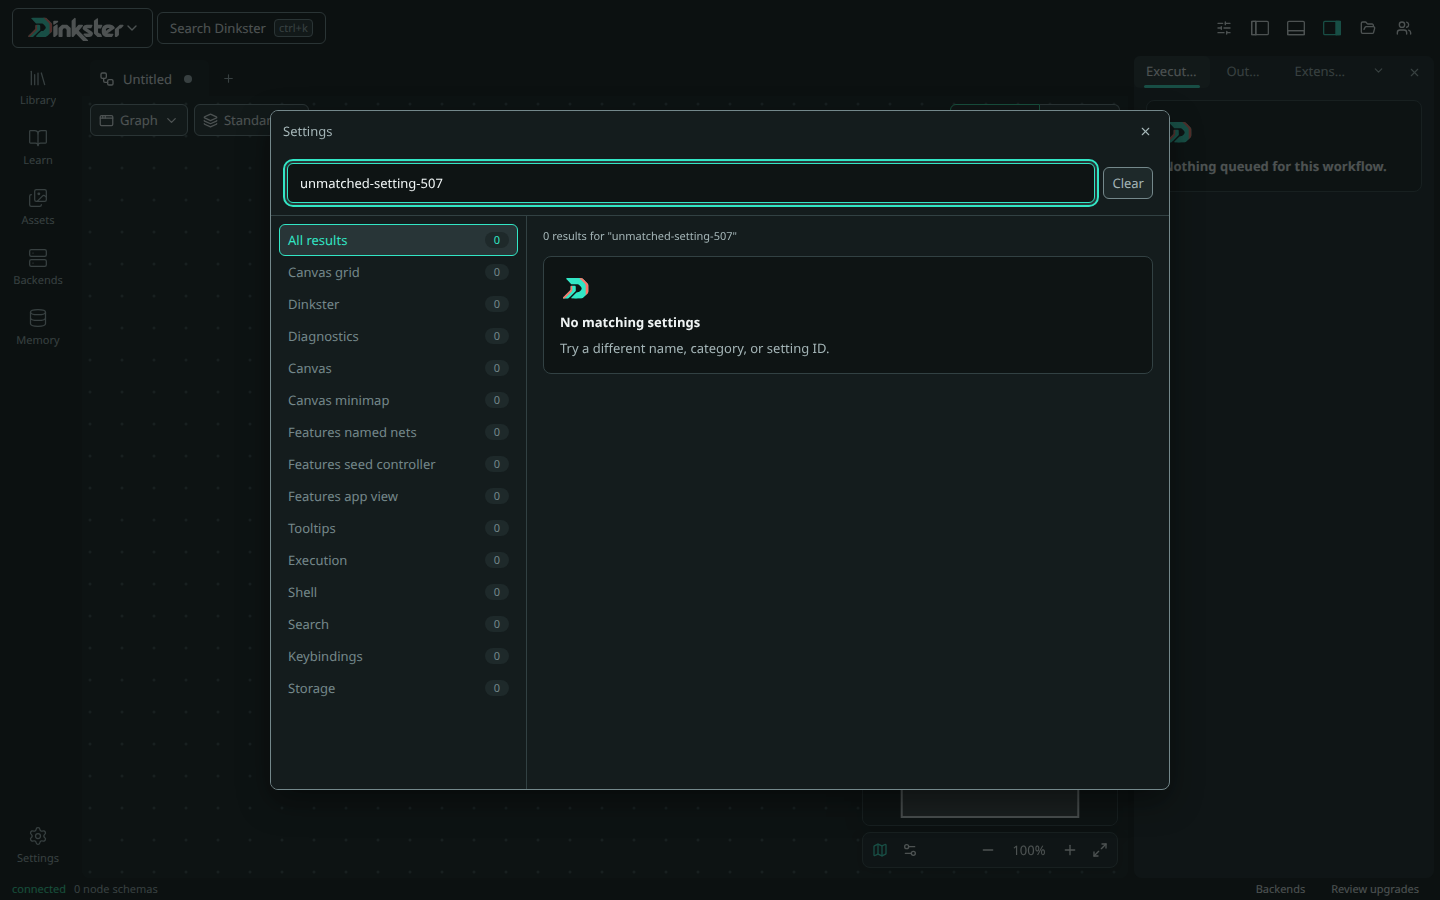 Dinkster
Search Dinkster ctrl+k
Library
Learn
Assets
Backends
Memory
Settings
Untitled
Graph
Standar
Execut...
Out...
Extens...
Nothing queued for this workflow.
Settings
unmatched-setting-507
Clear
All results 0
Canvas grid 0
Dinkster 0
Diagnostics 0
Canvas 0
Canvas minimap 0
Features named nets 0
Features seed controller 0
Features app view 0
Tooltips 0
Execution 0
Shell 0
Search 0
Keybindings 0
Storage 0
0 results for "unmatched-setting-507"
No matching settings
Try a different name, category, or setting ID.
100%
connected 0 node schemas
Backends Review upgrades